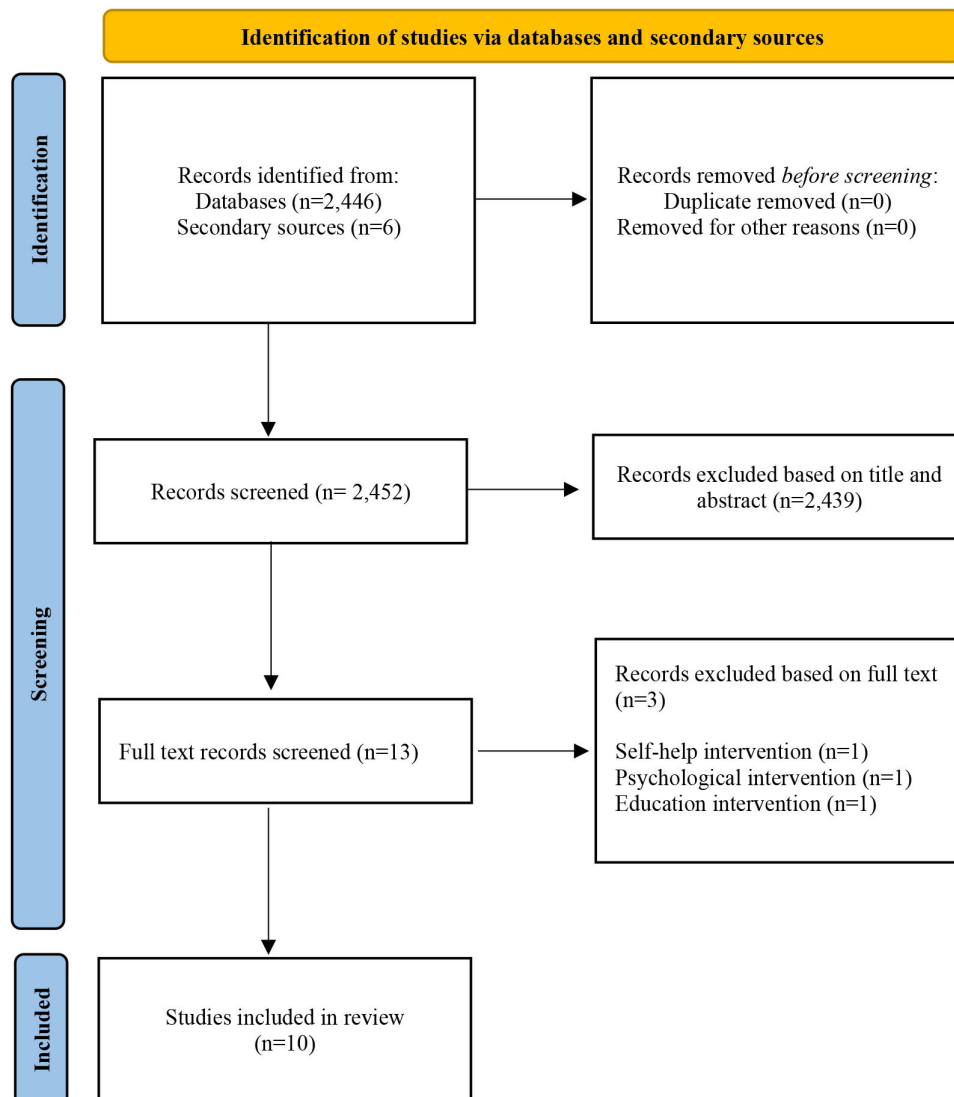 Identification of studies via databases and secondary sources
Identification
Records identified from:
Databases (n=2,446)
Secondary sources (n=6)
Records removed before screening:
Duplicate removed (n=0)
Removed for other reasons (n=0)
Screening
Records screened (n= 2,452)
Records excluded based on title and
abstract (n=2,439)
Full text records screened (n=13)
Records excluded based on full text
(n=3)
Self-help intervention (n=1)
Psychological intervention (n=1)
Education intervention (n=1)
Included
Studies included in review
(n=10)